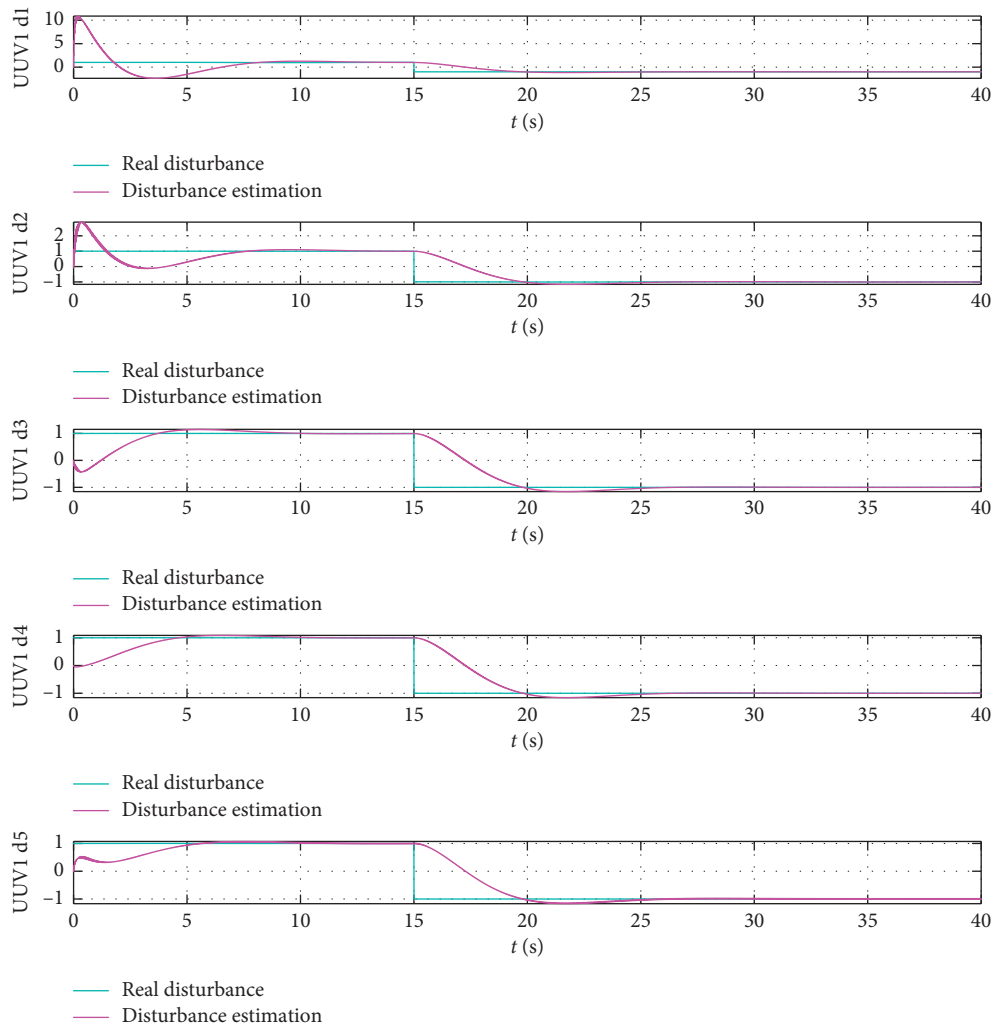 UUV1 d1
10
5
0
0 5 10 15 20 25 30 35 40
t (s)
Real disturbance
Disturbance estimation
UUV1 d2
2
1
0
−1
0 5 10 15 20 25 30 35 40
t (s)
Real disturbance
Disturbance estimation
UUV1 d3
1
0
−1
0 5 10 15 20 25 30 35 40
t (s)
Real disturbance
Disturbance estimation
UUV1 d4
1
0
−1
0 5 10 15 20 25 30 35 40
t (s)
Real disturbance
Disturbance estimation
UUV1 d5
1
0
−1
0 5 10 15 20 25 30 35 40
t (s)
Real disturbance
Disturbance estimation